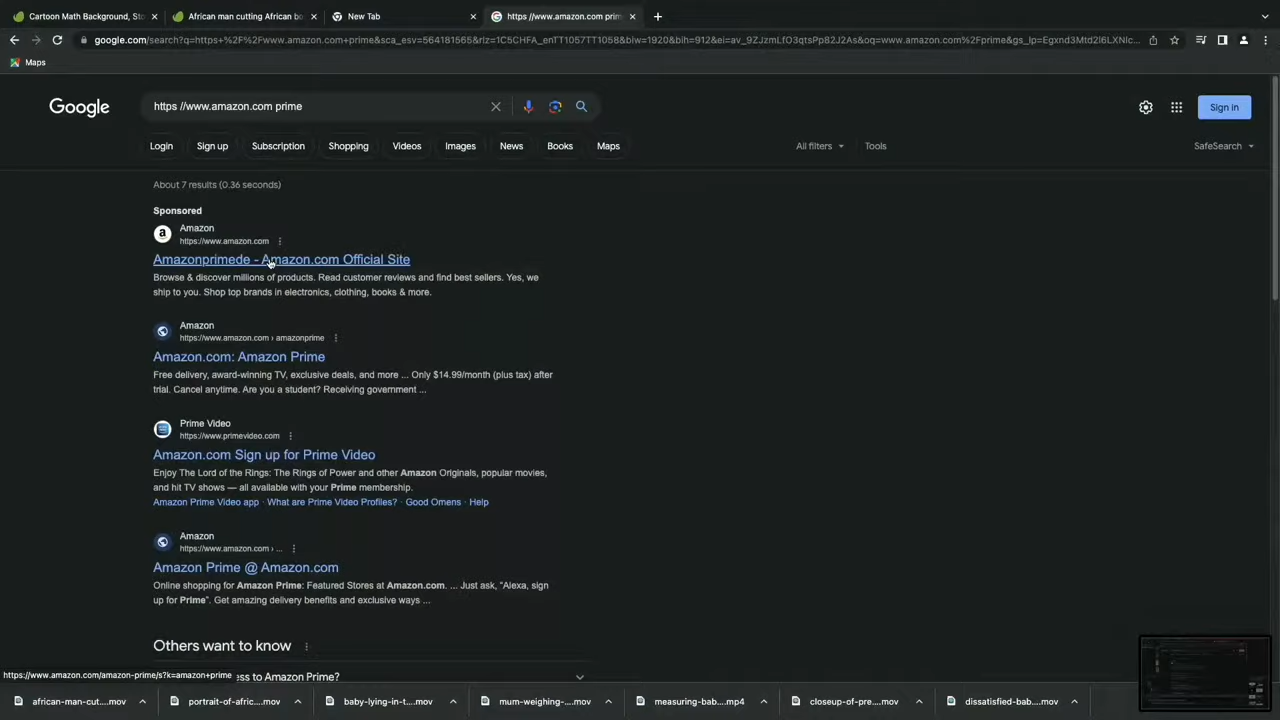 Cartoon Math Background, Sto
African man cutting African bo
New Tab
https //www.amazon.com prim
google.com/search?q=https+%2F%2Fwww.amazon.com+prime&sca_esv=564181565&rlz=1C5CHFA_enTT1057TT1058&biw=1920&bih=912&ei=av_9ZJzmLfO3qtsPp82J2As&oq=www.amazon.com%2Fprime&gs_lp=Egxnd3Mtd2l6LXNlc...
Maps
Google
https //www.amazon.com prime
Sign in
Login
Sign up
Subscription
Shopping
Videos
Images
News
Books
Maps
All filters
Tools
SafeSearch
About 7 results (0.36 seconds)
Sponsored
Amazon
https://www.amazon.com
Amazonprimede - Amazon.com Official Site
Browse & discover millions of products. Read customer reviews and find best sellers. Yes, we
ship to you. Shop top brands in electronics, clothing, books & more.
Amazon
https://www.amazon.com › amazonprime
Amazon.com: Amazon Prime
Free delivery, award-winning TV, exclusive deals, and more ... Only $14.99/month (plus tax) after
trial. Cancel anytime. Are you a student? Receiving government ...
Prime Video
https://www.primevideo.com
Amazon.com Sign up for Prime Video
Enjoy The Lord of the Rings: The Rings of Power and other Amazon Originals, popular movies,
and hit TV shows — all available with your Prime membership.
Amazon Prime Video app · What are Prime Video Profiles? · Good Omens · Help
Amazon
https://www.amazon.com › ...
Amazon Prime @ Amazon.com
Online shopping for Amazon Prime: Featured Stores at Amazon.com. ... Just ask, "Alexa, sign
up for Prime". Get amazing delivery benefits and exclusive ways ...
Others want to know
https://www.amazon.com/amazon-prime/s?k=amazon+prime
ess to Amazon Prime?
african-man-cut....mov
portrait-of-afric....mov
baby-lying-in-t....mov
mum-weighing-....mov
measuring-bab....mp4
closeup-of-pre....mov
dissatisfied-bab....mov